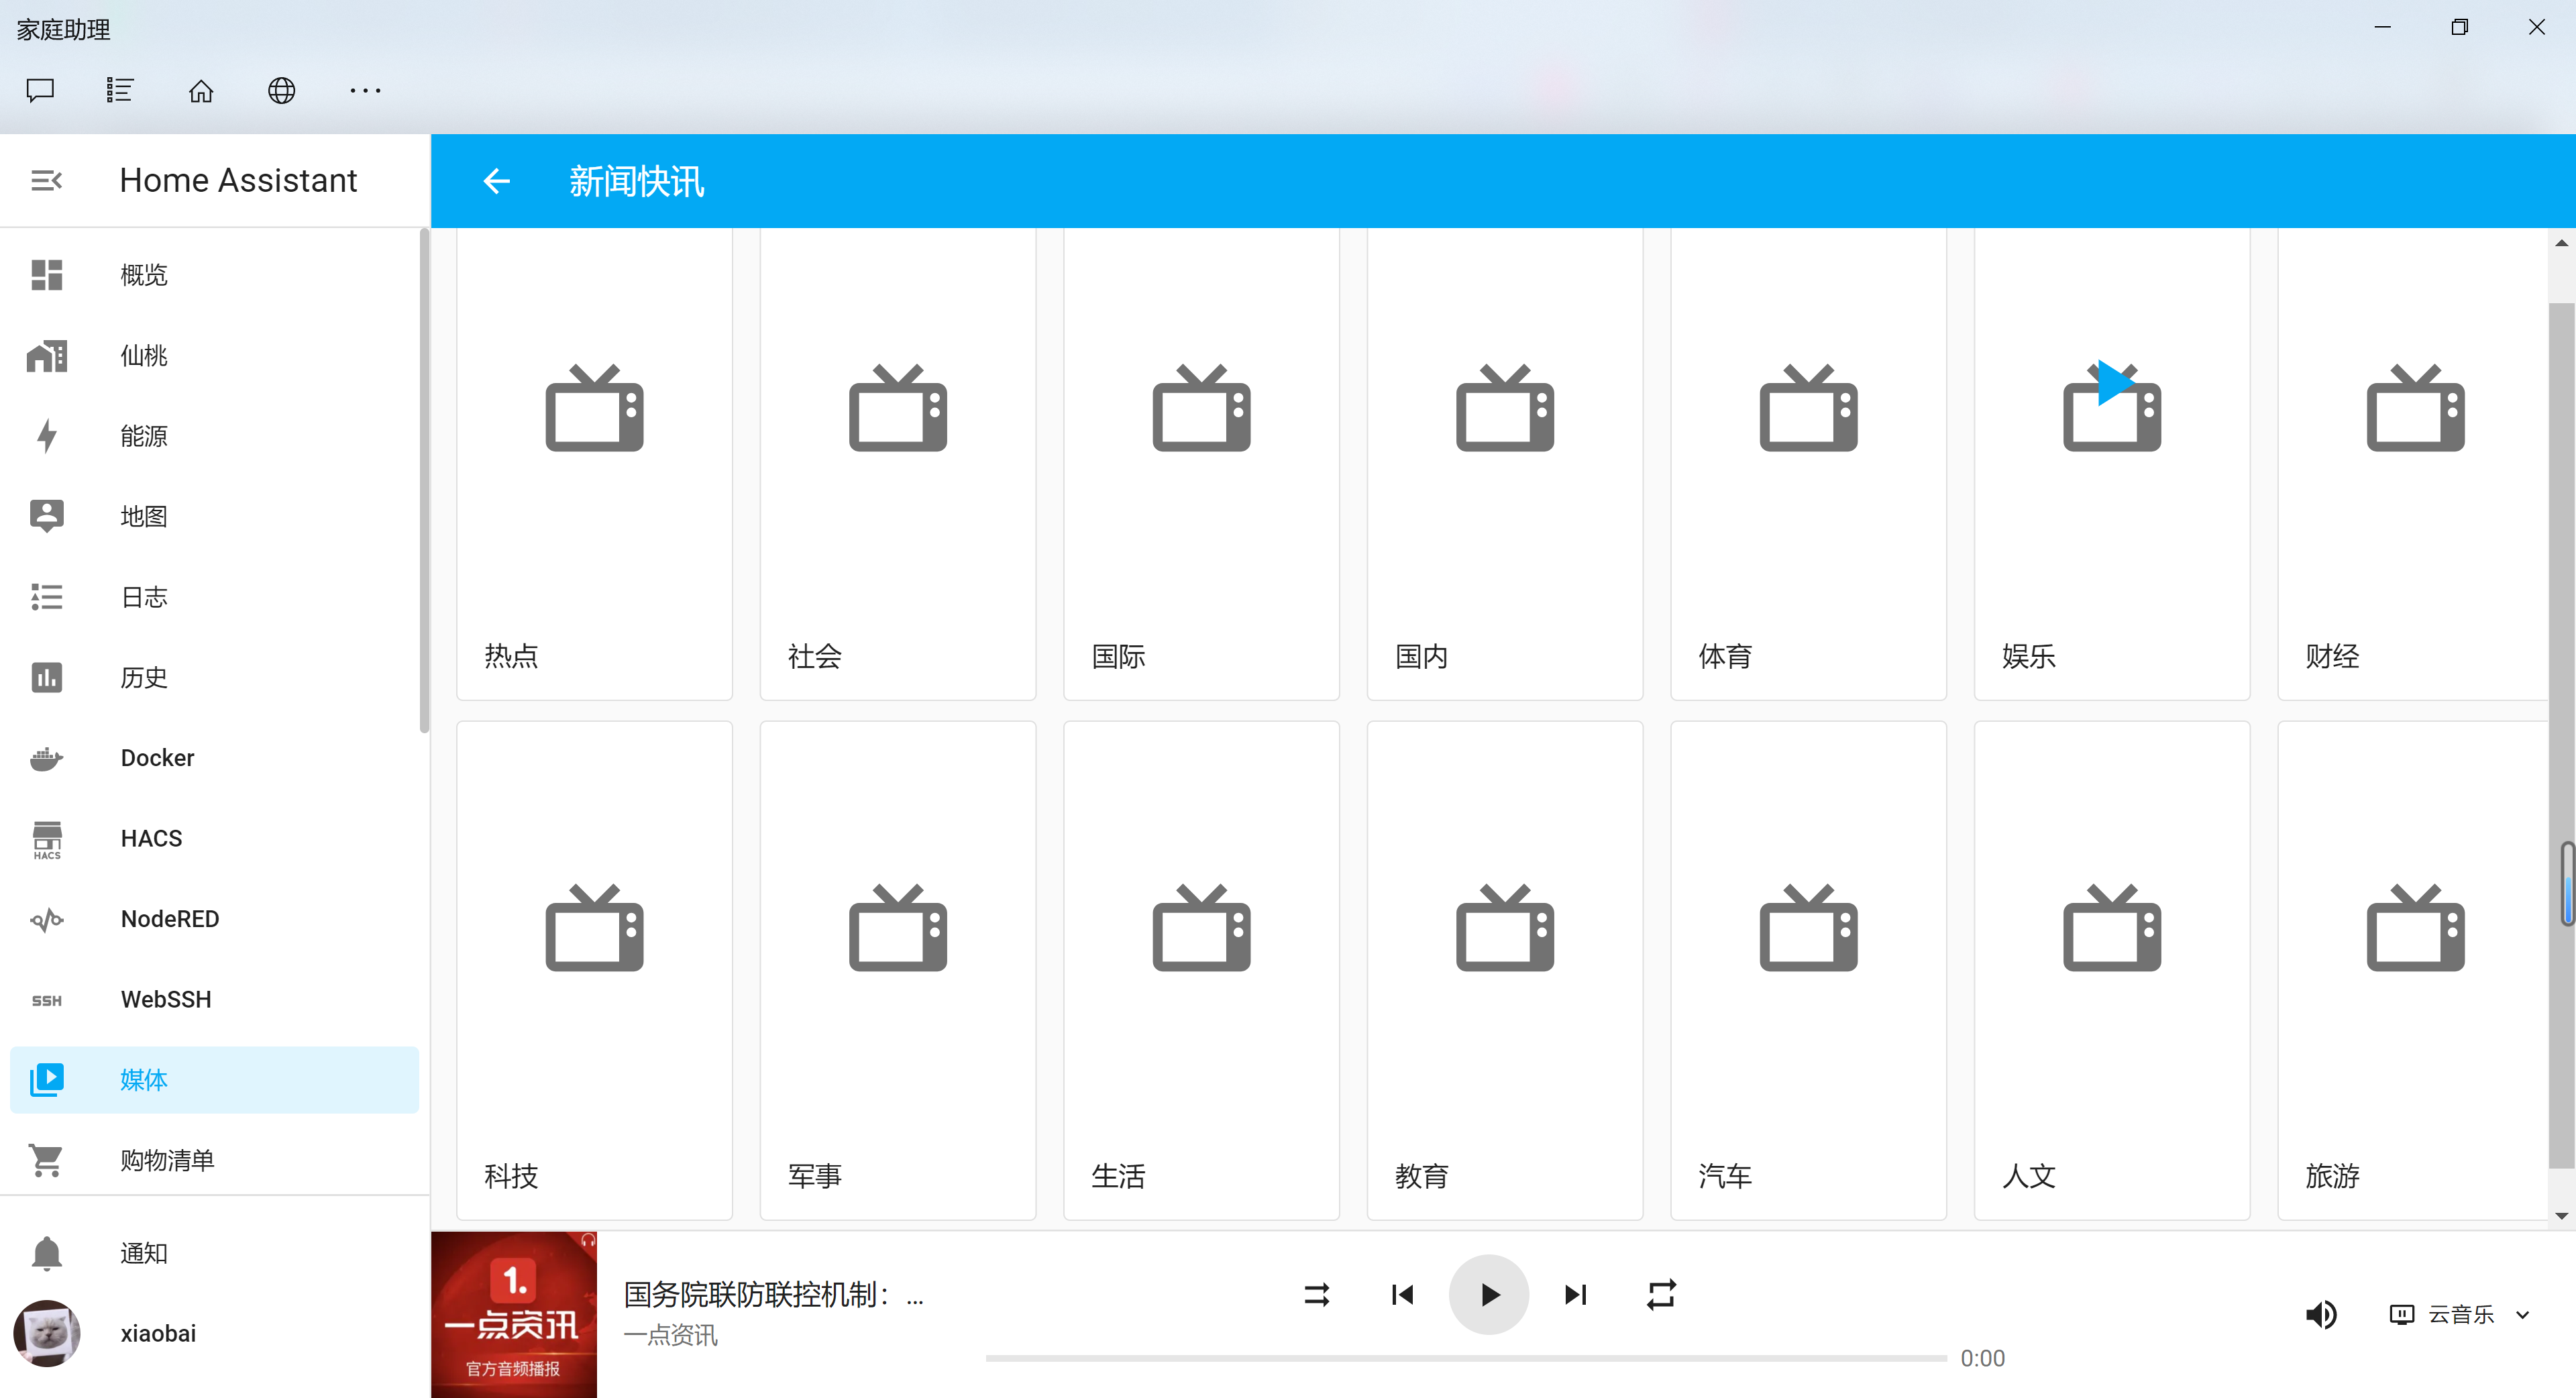 家庭助理
Home Assistant
新闻快讯
概览
仙桃
能源
地图
日志
历史
Docker
HACS
HACS
NodeRED
SSH
WebSSH
媒体
购物清单
通知
xiaobai
热点
社会
国际
国内
体育
娱乐
财经
科技
军事
生活
教育
汽车
人文
旅游
1.
一点资讯
官方音频播报
国务院联防联控机制：...
一点资讯
0:00
云音乐